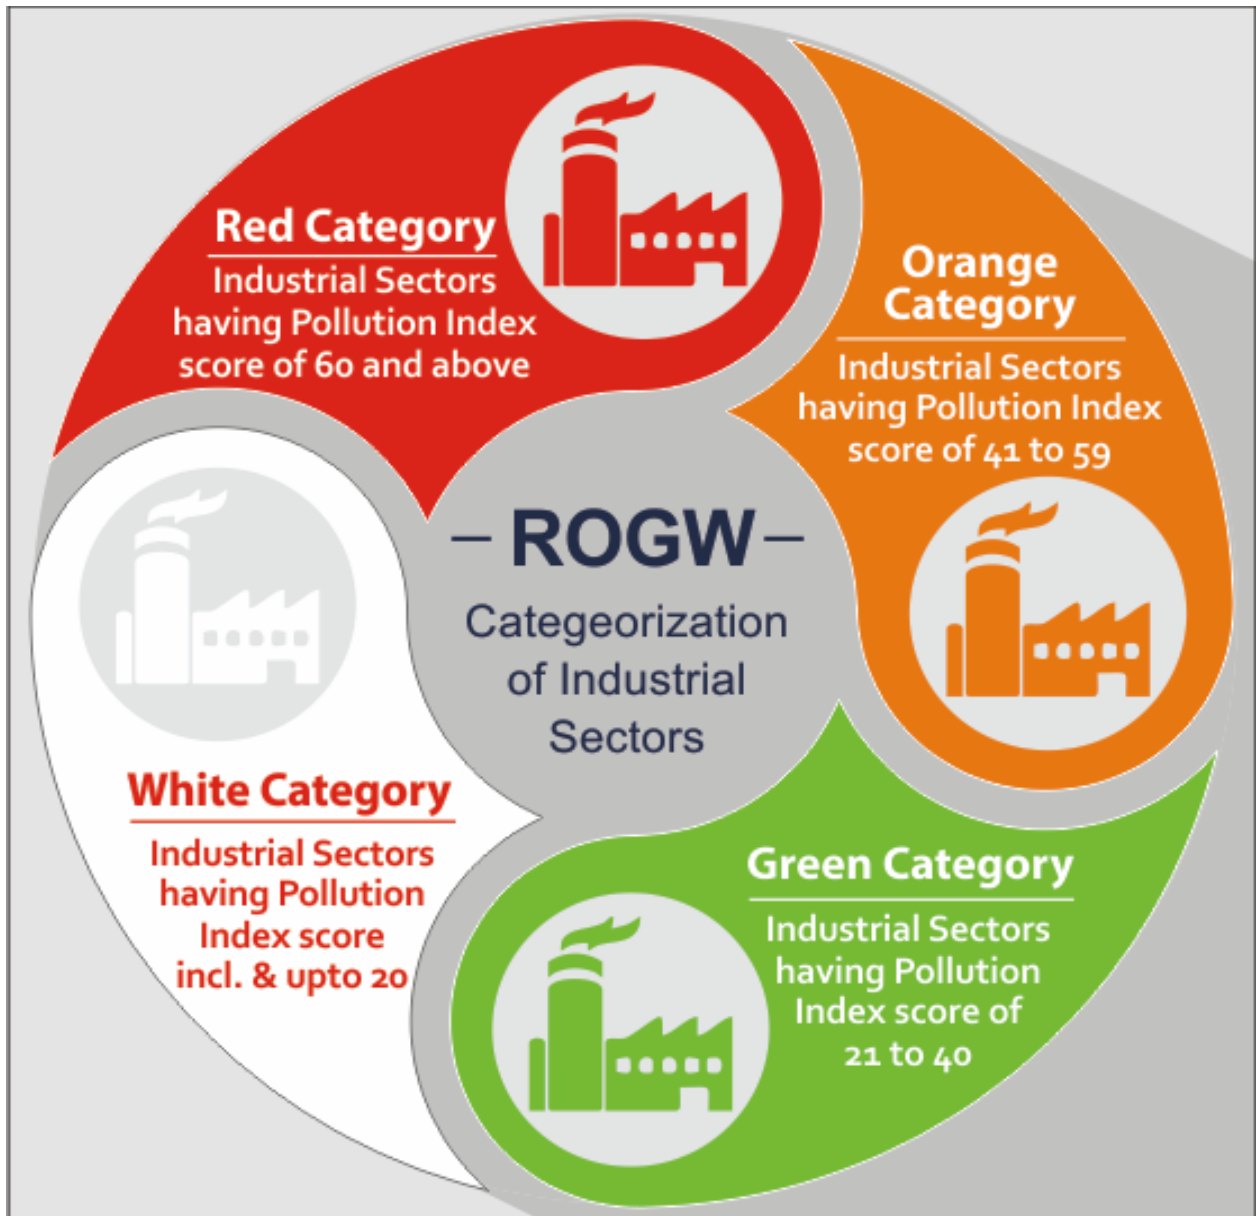 Red Category
Industrial Sectors
having Pollution Index
score of 60 and above
Orange
Category
Industrial Sectors
having Pollution Index
score of 41 to 59
– ROGW –
Categeorization
of Industrial
Sectors
White Category
Industrial Sectors
having Pollution
Index score
incl. & upto 20
Green Category
Industrial Sectors
having Pollution
Index score of
21 to 40